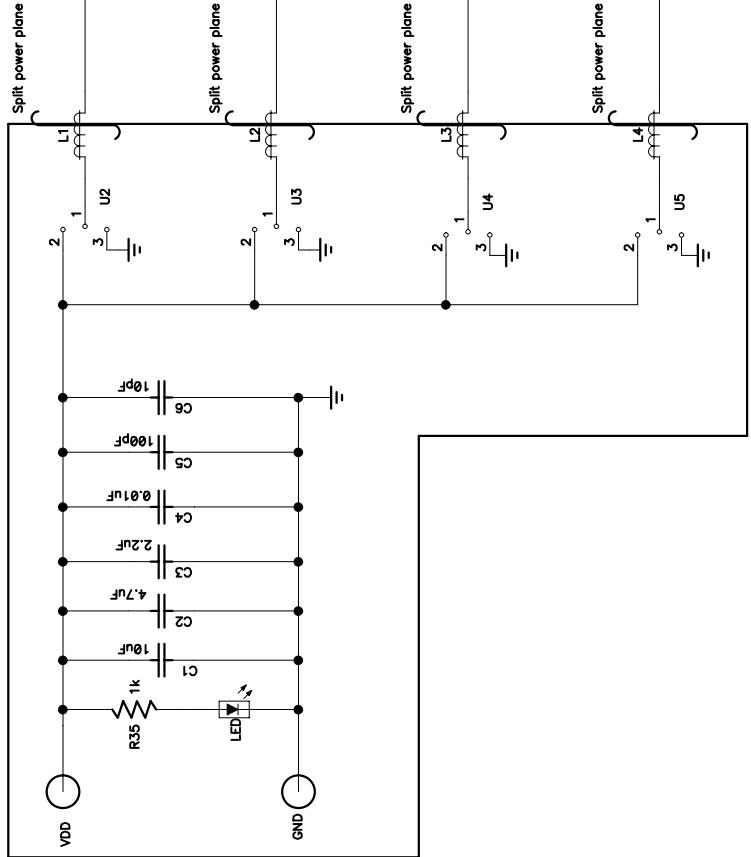 Split power plane
Split power plane
Split power plane
Split power plane
L1
L2
L3
L4
U2
U3
U4
U5
1
2
3
1
2
3
1
2
3
1
2
3
10pF
C6
100pF
C5
0.01uF
C4
2.2uF
C3
4.7uF
C2
10uF
C1
1k
R35
LED
VDD
GND